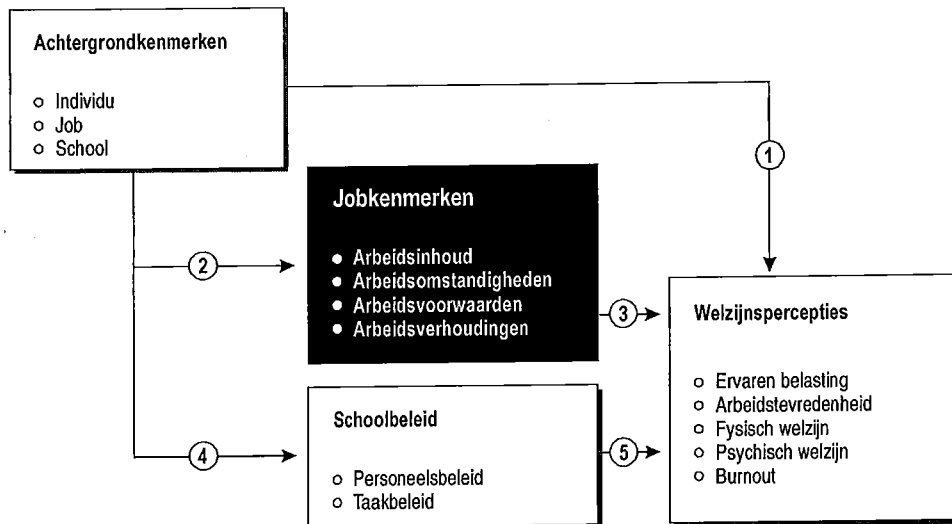 Achtergrondkenmerken
Individu
Job
School
1
Jobkenmerken
Arbeidsinhoud
Arbeidsomstandigheden
Arbeidsvoorwaarden
Arbeidsverhoudingen
2
3
Welzijnspercepties
Ervaren belasting
Arbeidstevredenheid
Fysisch welzijn
Psychisch welzijn
Burnout
Schoolbeleid
Personeelsbeleid
Taakbeleid
4
5